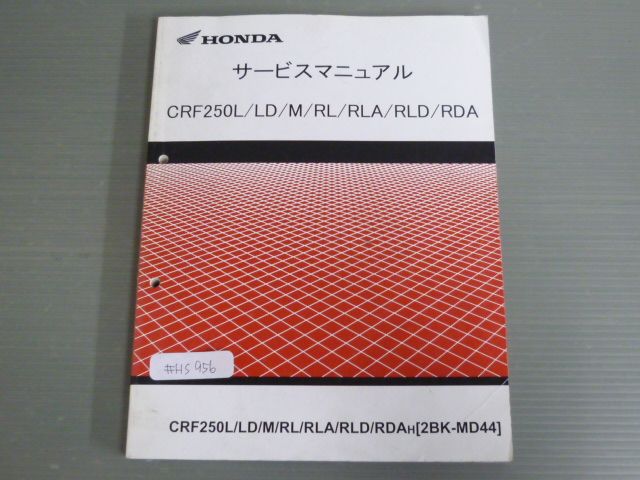 HONDA
サービスマニュアル
CRF250L/LD/M/RL/RLA/RLD/RDA
#HS956
CRF250L/LD/M/RL/RLA/RLD/RDAH[2BK-MD44]